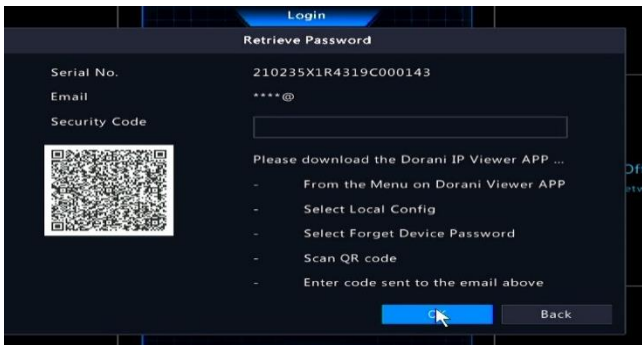 Login
Retrieve Password
Serial No. 210235X1R4319C000143
Email ****@
Security Code
Please download the Dorani IP Viewer APP ...
- From the Menu on Dorani Viewer APP
- Select Local Config
- Select Forget Device Password
- Scan QR code
- Enter code sent to the email above
Back